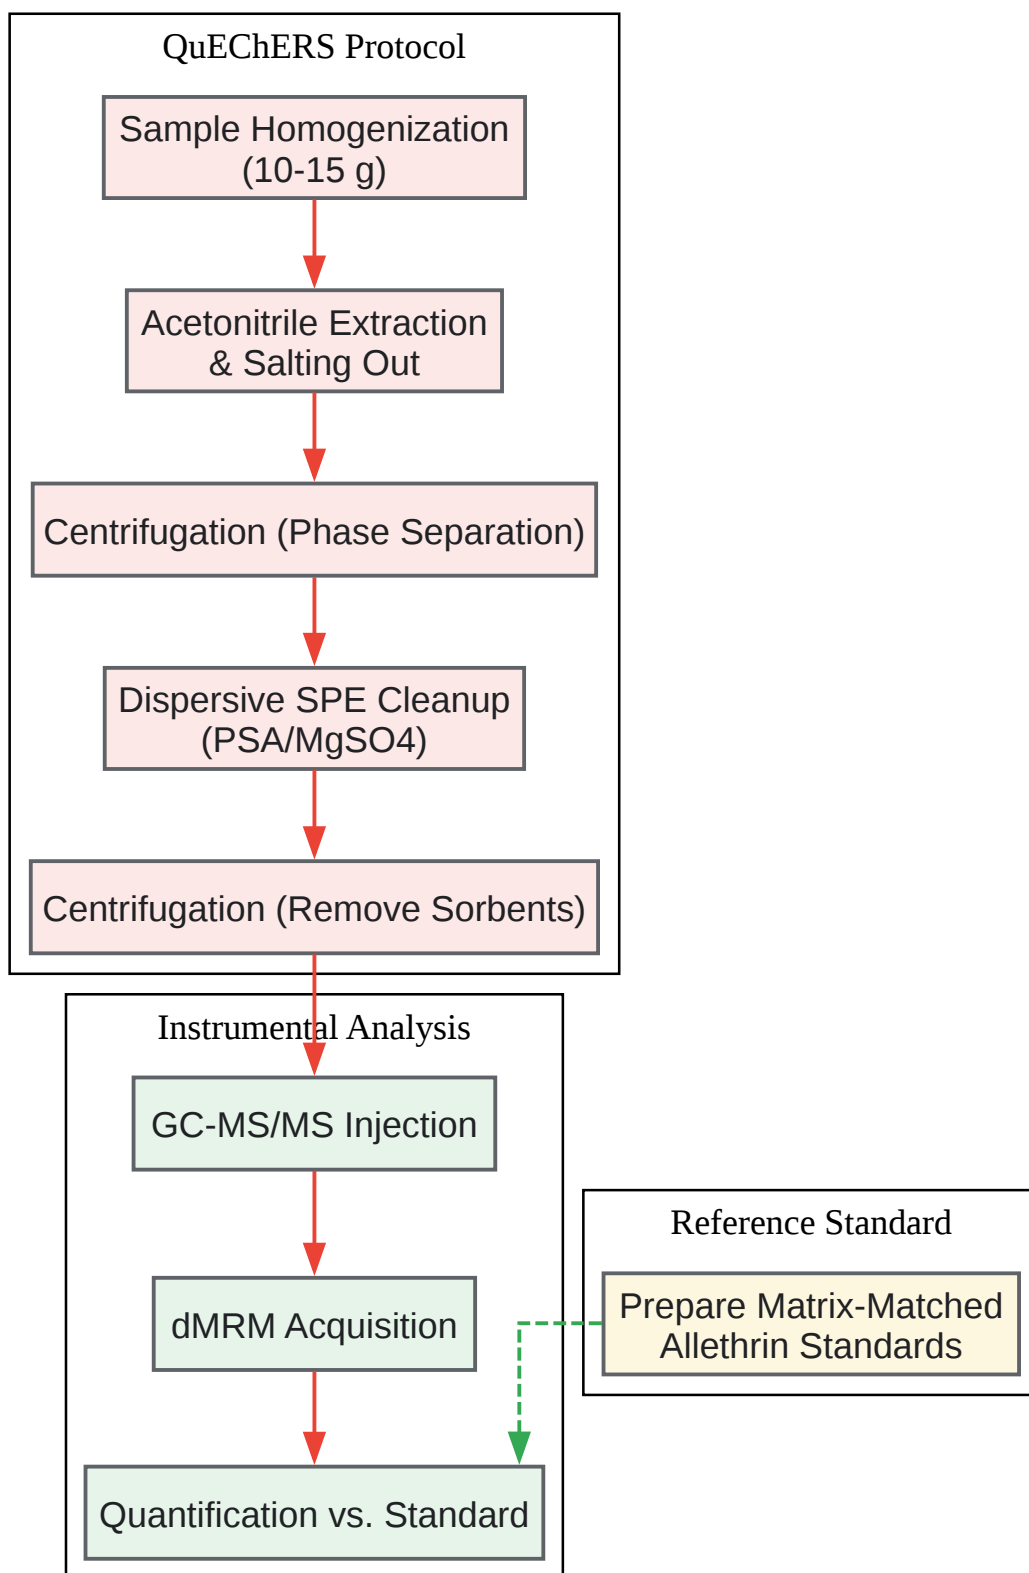 QuEChERS Protocol
Sample Homogenization
(10-15 g)
Acetonitrile Extraction
& Salting Out
Centrifugation (Phase Separation)
Dispersive SPE Cleanup
(PSA/MgSO4)
Centrifugation (Remove Sorbents)
Instrumental Analysis
GC-MS/MS Injection
dMRM Acquisition
Quantification vs. Standard
Reference Standard
Prepare Matrix-Matched
Allethrin Standards